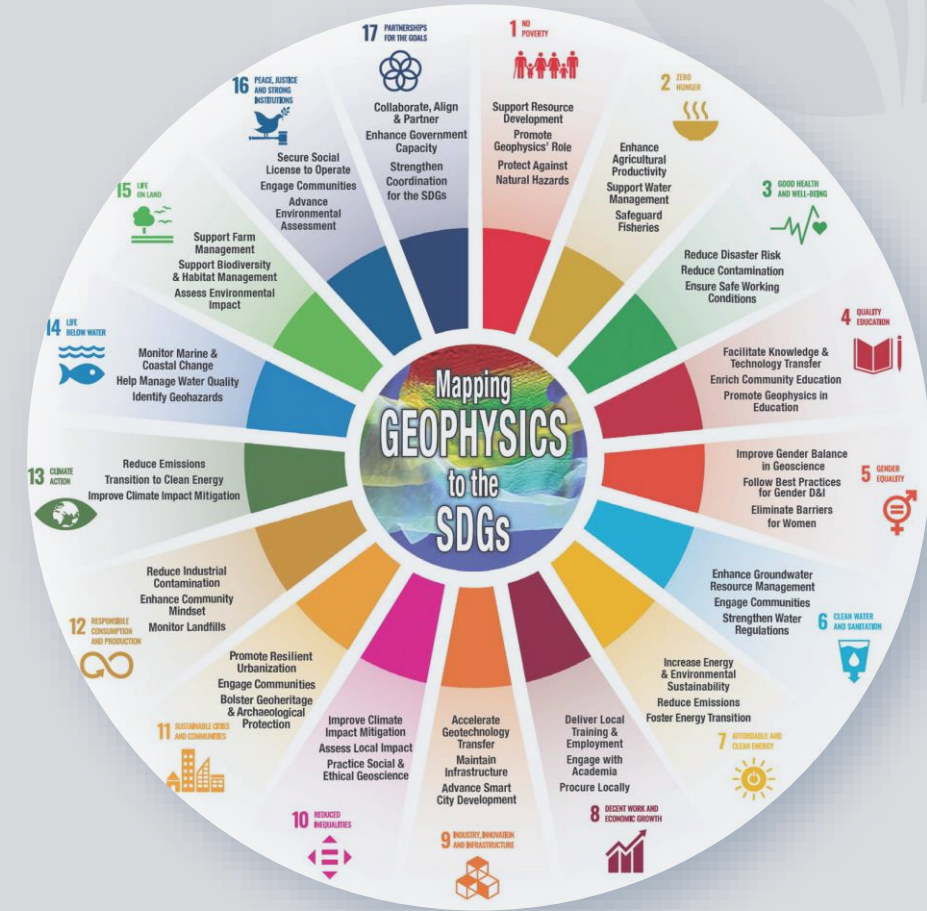 Mapping
GEOPHYSICS
to the
SDGs
1 NO
POVERTY
Support Resource
Development
Promote
Geophysics' Role
Protect Against
Natural Hazards
2 ZERO
HUNGER
Enhance
Agricultural
Productivity
Support Water
Management
Safeguard
Fisheries
3 GOOD HEALTH
AND WELL-BEING
Reduce Disaster Risk
Reduce Contamination
Ensure Safe Working
Conditions
4 QUALITY
EDUCATION
Facilitate Knowledge &
Technology Transfer
Enrich Community Education
Promote Geophysics in
Education
5 GENDER
EQUALITY
Improve Gender Balance
in Geoscience
Follow Best Practices
for Gender D&I
Eliminate Barriers
for Women
6 CLEAN WATER
AND SANITATION
Enhance Groundwater
Resource Management
Engage Communities
Strengthen Water
Regulations
7 AFFORDABLE AND
CLEAN ENERGY
Increase Energy
& Environmental
Sustainability
Reduce Emissions
Foster Energy Transition
8 DECENT WORK AND
ECONOMIC GROWTH
Deliver Local
Training &
Employment
Engage with
Academia
Procure Locally
9 INDUSTRY, INNOVATION
AND INFRASTRUCTURE
Accelerate
Geotechnology
Transfer
Maintain
Infrastructure
Advance Smart
City Development
10 REDUCED
INEQUALITIES
Improve Climate
Impact Mitigation
Assess Local Impact
Practice Social &
Ethical Geoscience
11 SUSTAINABLE CITIES
AND COMMUNITIES
Promote Resilient
Urbanization
Engage Communities
Bolster Geoheritage
& Archaeological
Protection
12 RESPONSIBLE
CONSUMPTION
AND PRODUCTION
Reduce Industrial
Contamination
Enhance Community
Mindset
Monitor Landfills
13 CLIMATE
ACTION
Reduce Emissions
Transition to Clean Energy
Improve Climate Impact Mitigation
14 LIFE
BELOW WATER
Monitor Marine &
Coastal Change
Help Manage Water Quality
Identify Geohazards
15 LIFE
ON LAND
Support Farm
Management
Support Biodiversity
& Habitat Management
Assess Environmental
Impact
16 PEACE, JUSTICE
AND STRONG
INSTITUTIONS
Secure Social
License to Operate
Engage Communities
Advance
Environmental
Assessment
17 PARTNERSHIPS
FOR THE GOALS
Collaborate, Align
& Partner
Enhance Government
Capacity
Strengthen
Coordination
for the SDGs